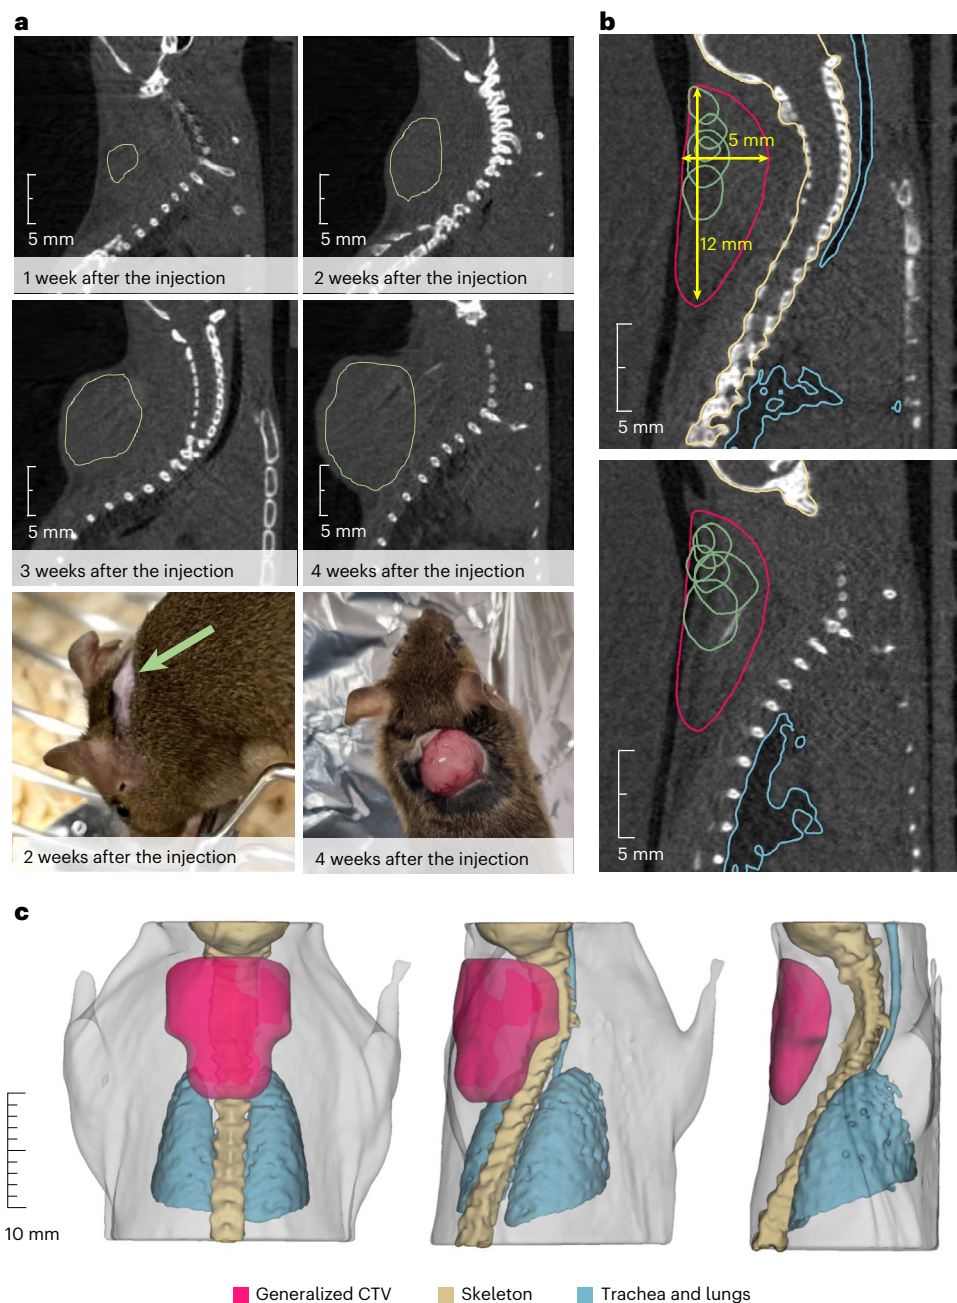 a
5 mm
1 week after the injection
5 mm
2 weeks after the injection
5 mm
3 weeks after the injection
5 mm
4 weeks after the injection
2 weeks after the injection
4 weeks after the injection
b
5 mm
12 mm
5 mm
5 mm
c
10 mm
Generalized CTV
Skeleton
Trachea and lungs